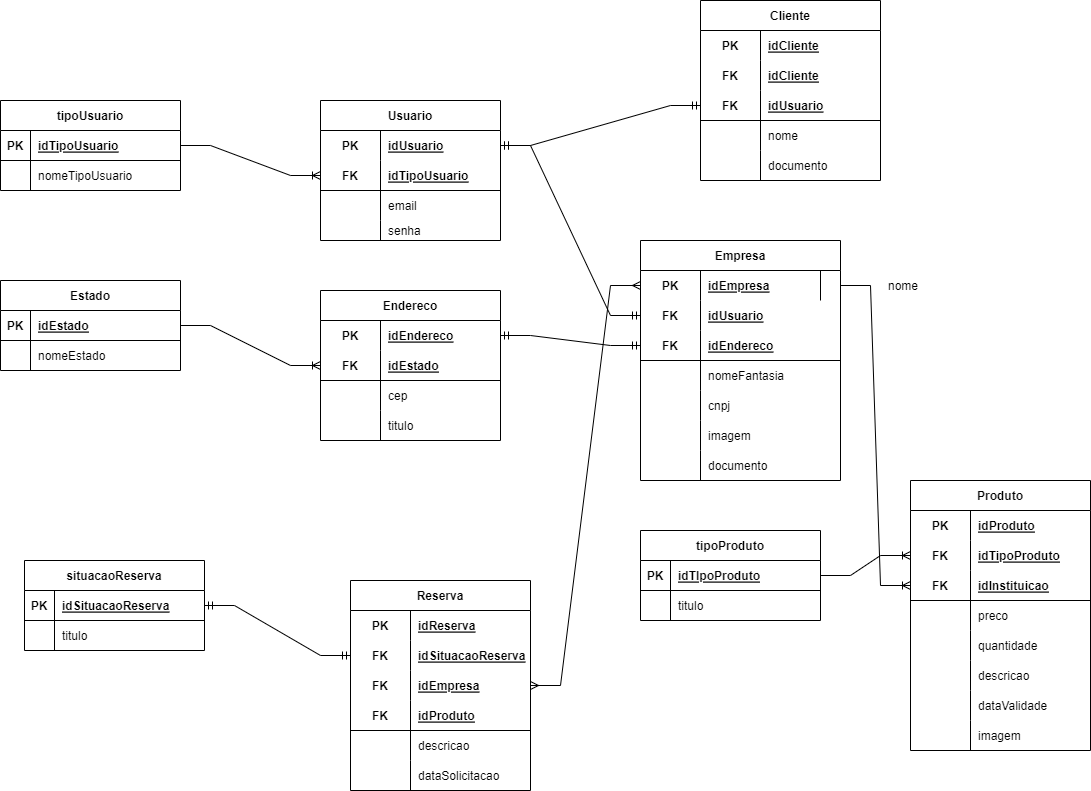 Cliente
PK idCliente
FK idCliente
FK idUsuario
nome
documento
tipoUsuario
PK idTipoUsuario
nomeTipoUsuario
Usuario
PK idUsuario
FK idTipoUsuario
email
senha
Empresa
PK idEmpresa
FK idUsuario
FK idEndereco
nomeFantasia
cnpj
imagem
documento
nome
Estado
PK idEstado
nomeEstado
Endereco
PK idEndereco
FK idEstado
cep
titulo
Produto
PK idProduto
FK idTipoProduto
FK idInstituicao
preco
quantidade
descricao
dataValidade
imagem
tipoProduto
PK idTIpoProduto
titulo
situacaoReserva
PK idSituacaoReserva
titulo
Reserva
PK idReserva
FK idSituacaoReserva
FK idEmpresa
FK idProduto
descricao
dataSolicitacao